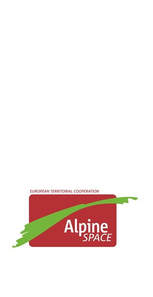 EUROPEAN TERRITORIAL COOPERATION
Alpine
SPACE